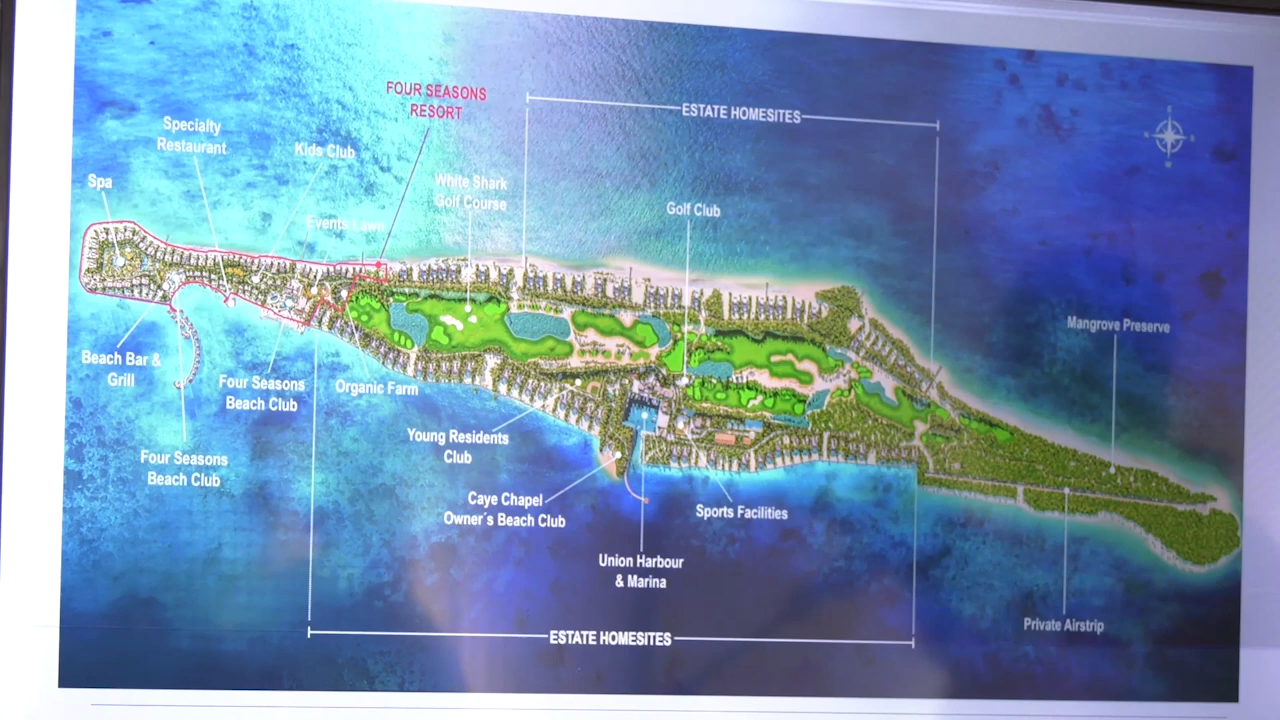 FOUR SEASONS
RESORT
ESTATE HOMESITES
Specialty
Restaurant
Kids Club
Spa
White Shark
Golf Course
Events Lawn
Golf Club
Mangrove Preserve
Beach Bar &
Grill
Four Seasons
Beach Club
Organic Farm
Four Seasons
Beach Club
Young Residents
Club
Caye Chapel
Owner´s Beach Club
Sports Facilities
Union Harbour
& Marina
Private Airstrip
ESTATE HOMESITES